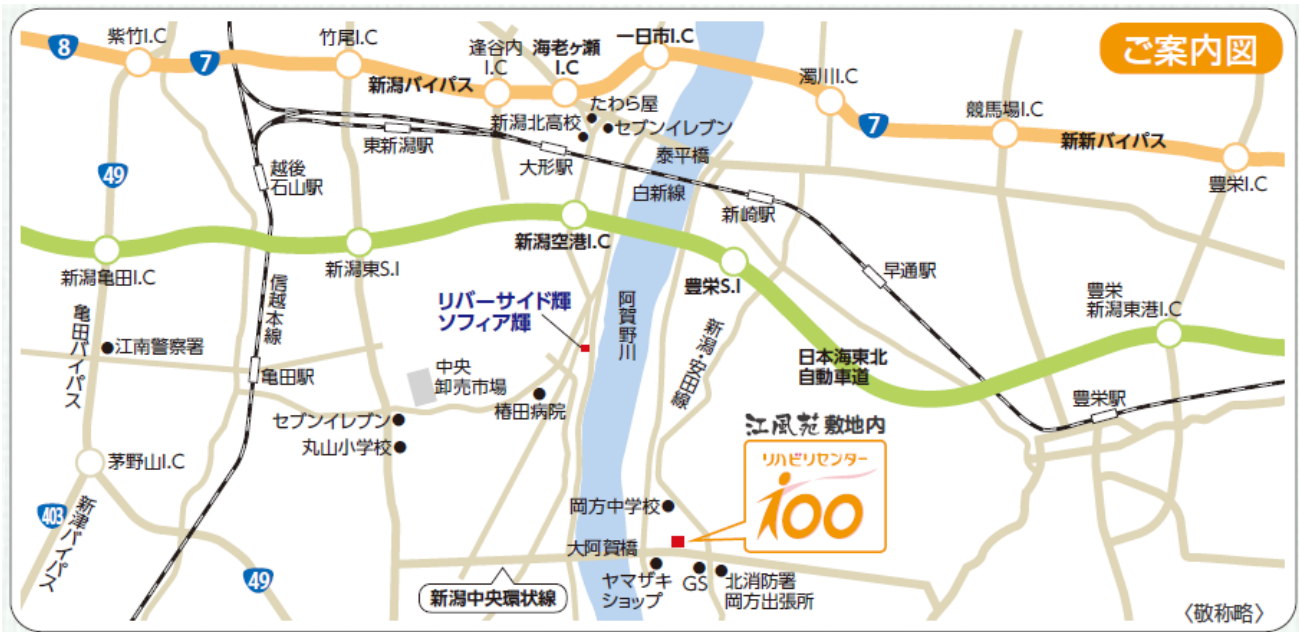 ご案内図
8
紫竹I.C
7
竹尾I.C
新潟バイパス
逢谷内
I.C
海老ヶ瀬
I.C
一日市I.C
濁川I.C
7
競馬場I.C
新新バイパス
豊栄I.C
たわら屋
新潟北高校
セブンイレブン
泰平橋
東新潟駅
大形駅
白新線
新崎駅
早通駅
49
越後
石山駅
新潟亀田I.C
新潟東S.I
新潟空港I.C
豊栄S.I
豊栄
新潟東港I.C
信越本線
リバーサイド輝
ソフィア輝
阿賀野川
新潟・安田線
日本海東北
自動車道
亀田バイパス
江南警察署
亀田駅
中央
卸売市場
椿田病院
豊栄駅
セブンイレブン
丸山小学校
江風苑 敷地内
リハビリセンター
100
茅野山I.C
403
新津バイパス
49
岡方中学校
大阿賀橋
ヤマザキ
ショップ
GS
北消防署
岡方出張所
新潟中央環状線
〈敬称略〉